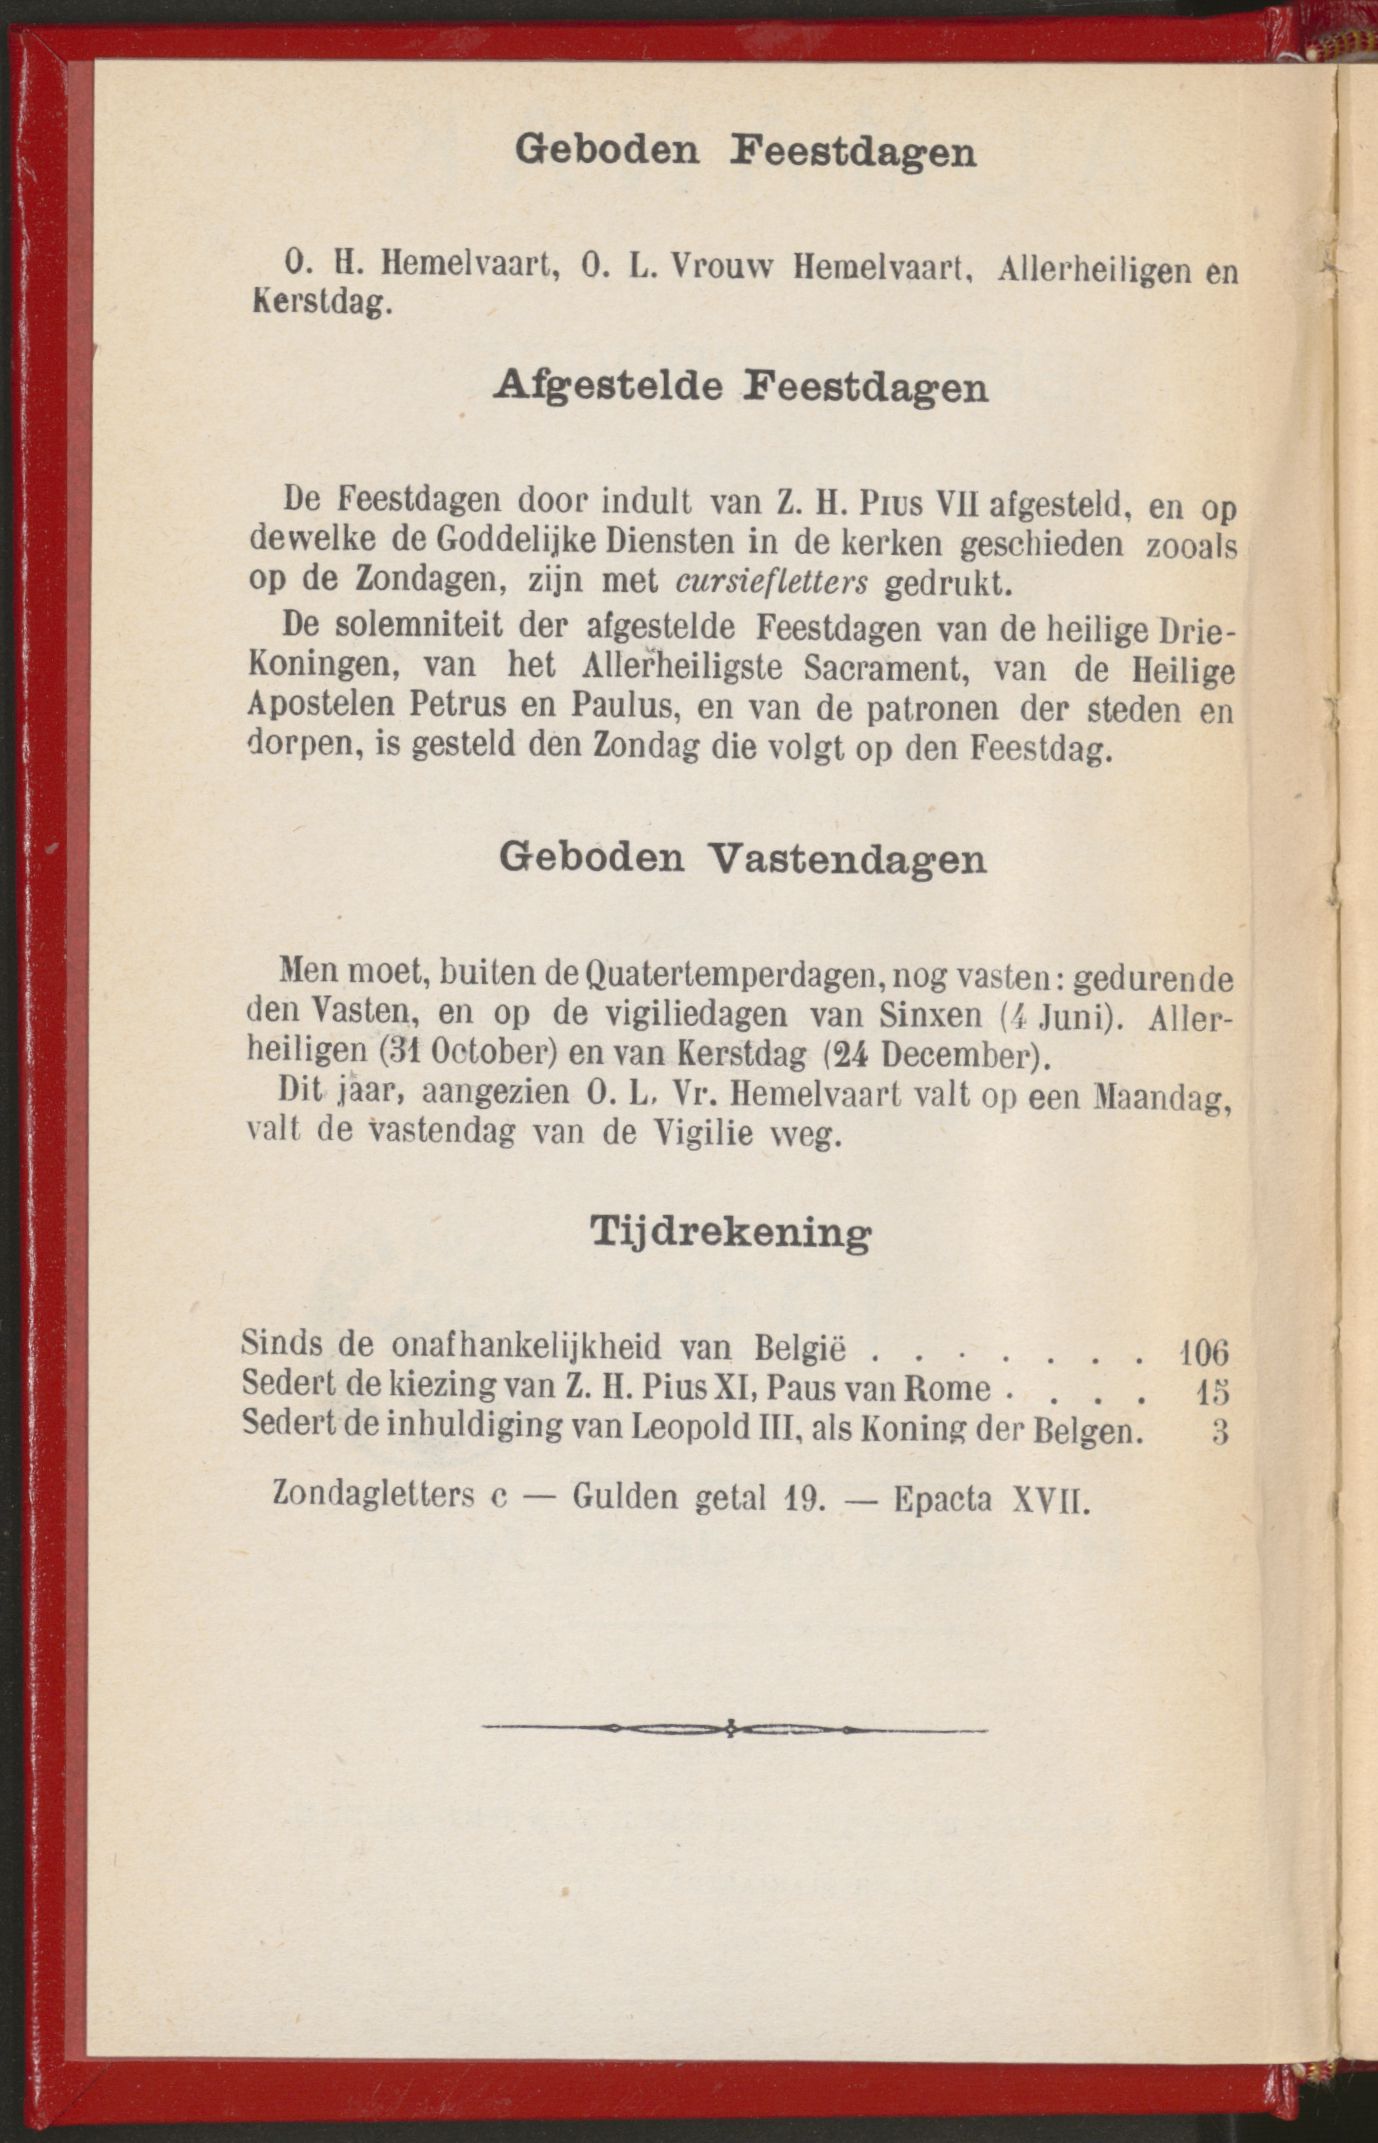 Geboden Feestdagen
O. H. Hemelvaart, O. L. Vrouw Hemelvaart, Allerheiligen en
Kerstdag.
Afgestelde Feestdagen
De Feestdagen door indult van Z. H. Pius VII afgesteld, en op
dewelke de Goddelijke Diensten in de kerken geschieden zooals
op de Zondagen, zijn met cursiefletters gedrukt.
De solemniteit der afgestelde Feestdagen van de heilige Drie-
Koningen, van het Allerheiligste Sacrament, van de Heilige
Apostelen Petrus en Paulus, en van de patronen der steden en
dorpen, is gesteld den Zondag die volgt op den Feestdag.
Geboden Vastendagen
Men moet, buiten de Quatertemperdagen, nog vasten: gedurende
den Vasten, en op de vigiliedagen van Sinxen (4 Juni). Aller-
heiligen (31 October) en van Kerstdag (24 December).
Dit jaar, aangezien O. L. Vr. Hemelvaart valt op een Maandag,
valt de vastendag van de Vigilie weg.
Tijdrekening
Sinds de onafhankelijkheid van België . . . . . . . 106
Sedert de kiezing van Z. H. Pius XI, Paus van Rome . . . . 15
Sedert de inhuldiging van Leopold III, als Koning der Belgen. 3
Zondagletters c — Gulden getal 19. — Epacta XVII.